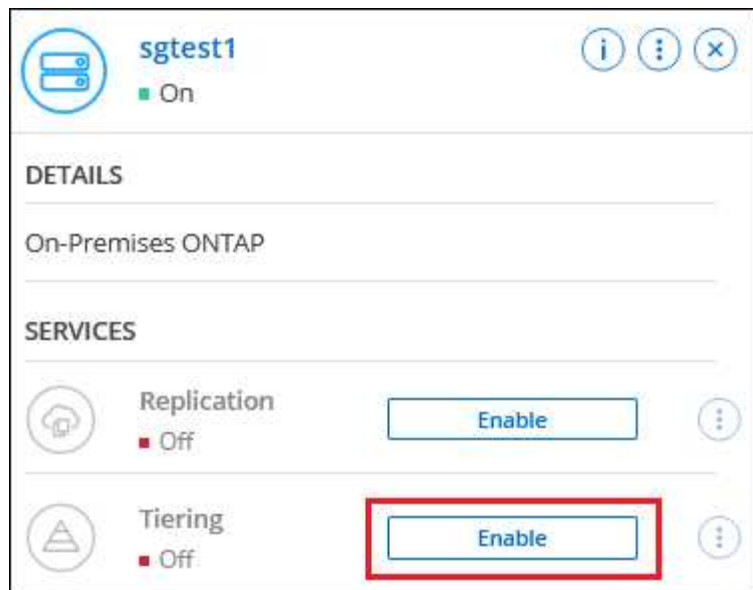 sgtest1
On
DETAILS
On-Premises ONTAP
SERVICES
Replication
Enable
Off
Tiering
Enable
Off